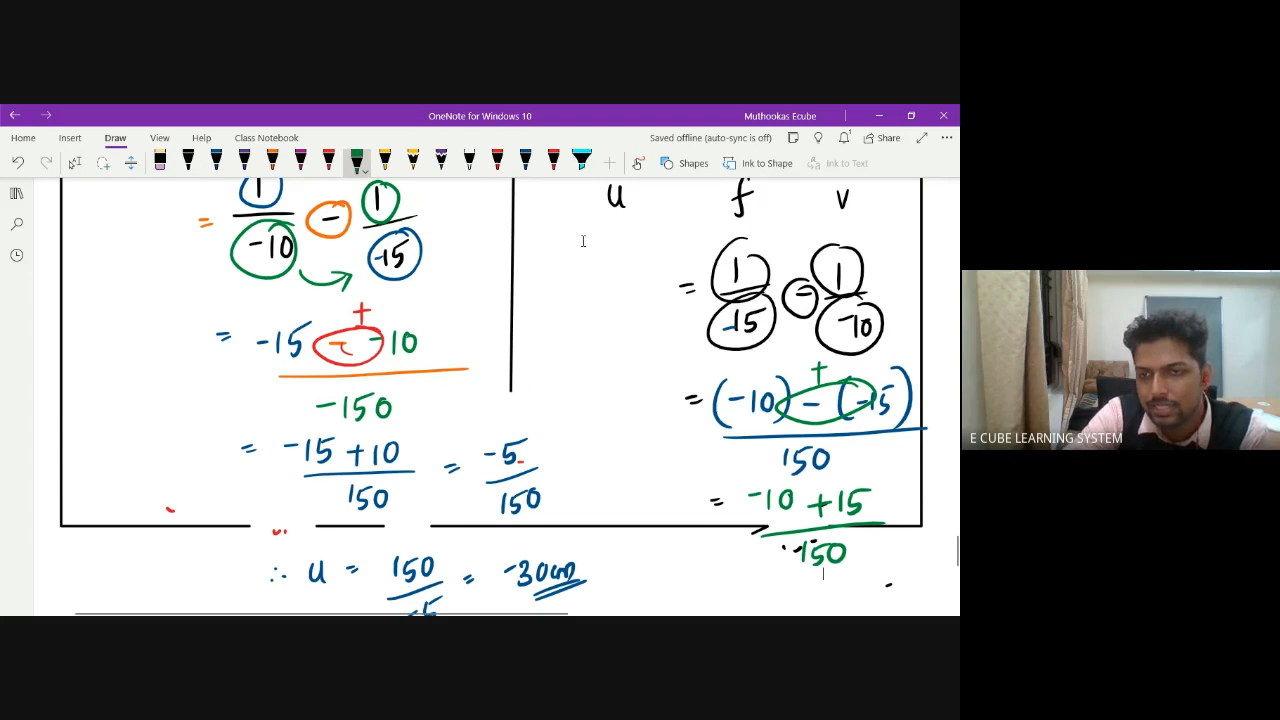 OneNote for Windows 10
Muthookas Ecube
Home Insert Draw View Help Class Notebook
Saved offline (auto-sync is off)
Share
Shapes
Ink to Shape
Ink to Text
= 1/-10 - 1/-15
= -15 - -10
+
-150
= -15 + 10 / 150 = -5/150
∴ u = 150/-5 = -30cm
u f v
= 1/-15 - 1/-10
= (-10) - (-15)
+
150
= -10 + 15
150
E CUBE LEARNING SYSTEM